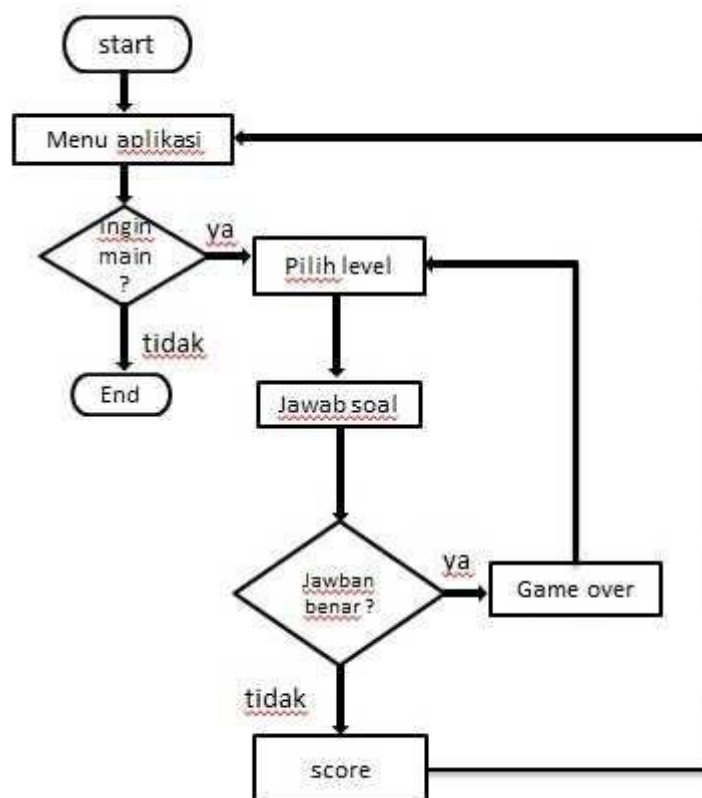 start
Menu aplikasi
Ingin
main
?
ya
Pilih level
tidak
End
Jawab soal
Jawban
benar ?
ya
Game over
tidak
score